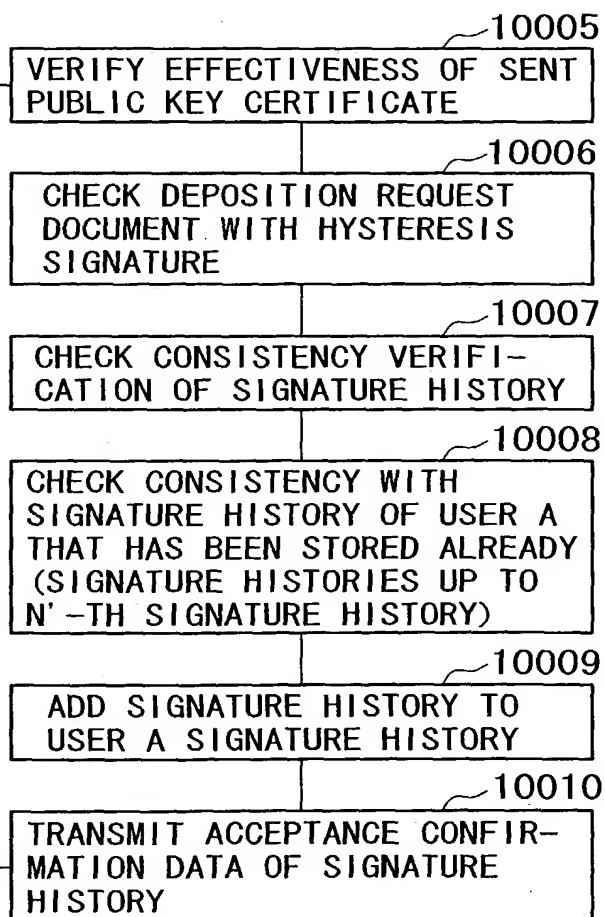 10005
VERIFY EFFECTIVENESS OF SENT
PUBLIC KEY CERTIFICATE
10006
CHECK DEPOSITION REQUEST
DOCUMENT WITH HYSTERESIS
SIGNATURE
10007
CHECK CONSISTENCY VERIFI-
CATION OF SIGNATURE HISTORY
10008
CHECK CONSISTENCY WITH
SIGNATURE HISTORY OF USER A
THAT HAS BEEN STORED ALREADY
(SIGNATURE HISTORIES UP TO
N'-TH SIGNATURE HISTORY)
10009
ADD SIGNATURE HISTORY TO
USER A SIGNATURE HISTORY
10010
TRANSMIT ACCEPTANCE CONFIR-
MATION DATA OF SIGNATURE
HISTORY